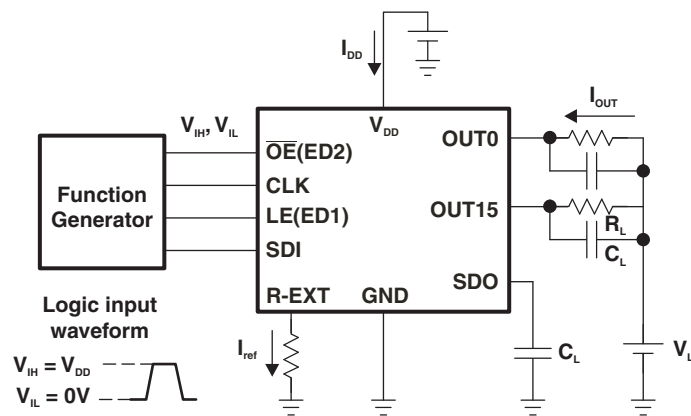 I_DD
V_IH, V_IL
I_OUT
V_DD
OE(ED2)
OUT0
Function
Generator
CLK
LE(ED1)
OUT15
SDI
R_L
C_L
SDO
R-EXT
GND
Logic input
waveform
I_ref
C_L
V_L
V_IH = V_DD
V_IL = 0V